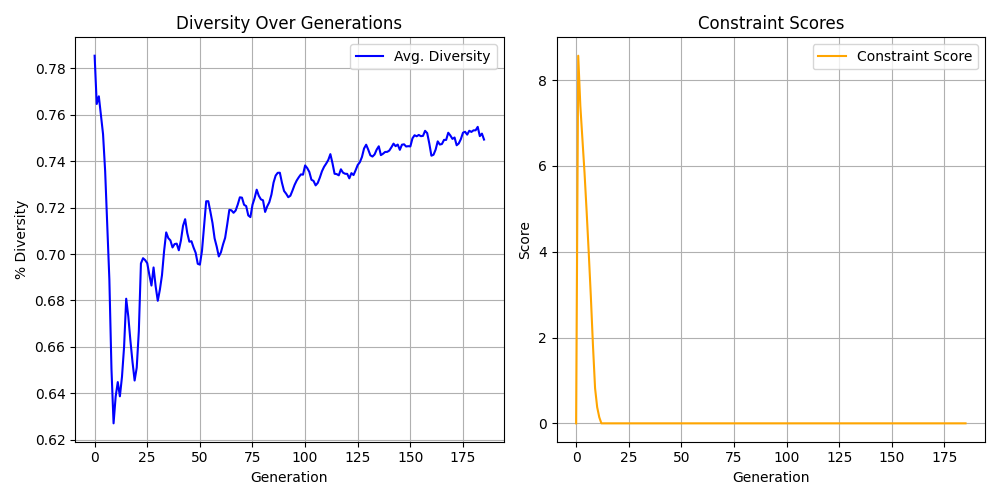 Diversity Over Generations
Avg. Diversity
% Diversity
0.78
0.76
0.74
0.72
0.70
0.68
0.66
0.64
0.62
0 25 50 75 100 125 150 175
Generation
Constraint Scores
Constraint Score
Score
8
6
4
2
0
0 25 50 75 100 125 150 175
Generation